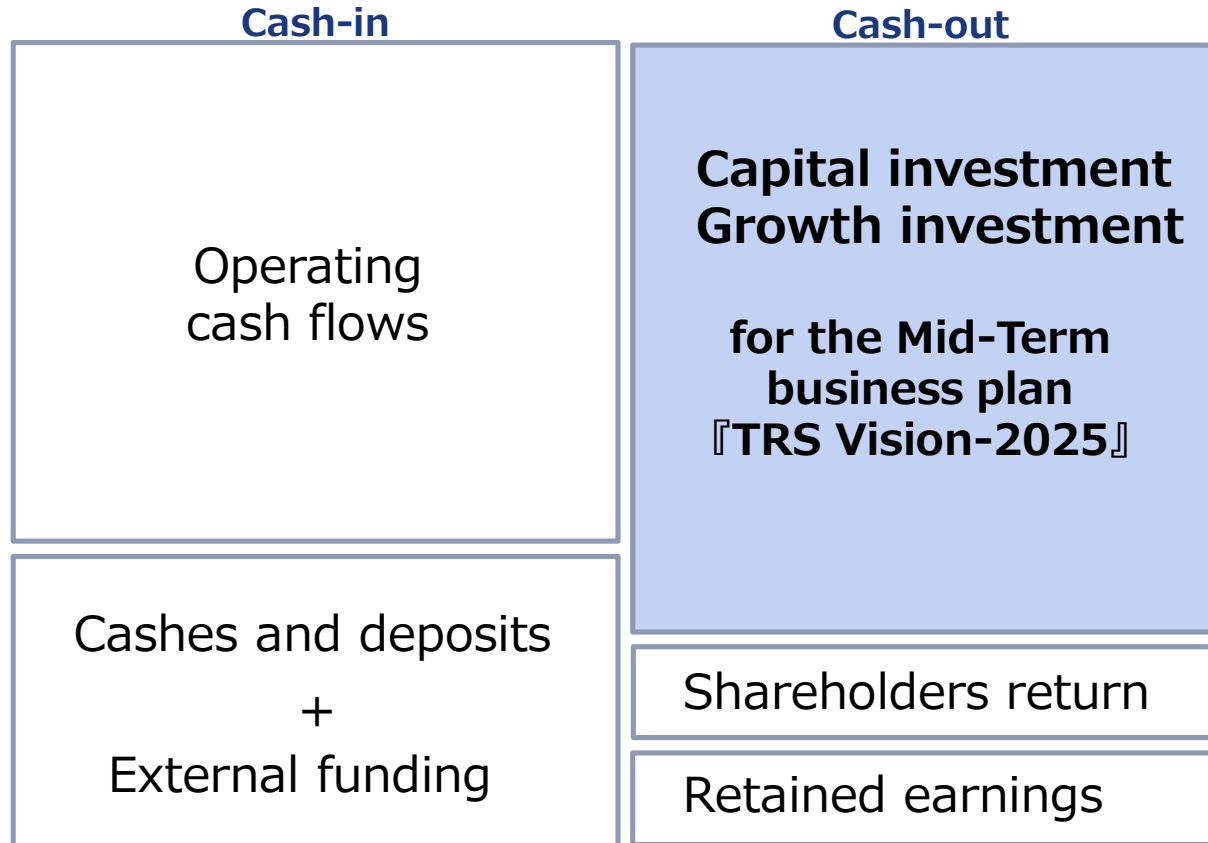 Cash-in
Cash-out
Operating
cash flows
Cashes and deposits
+
External funding
Capital investment
Growth investment
for the Mid-Term
business plan
『TRS Vision-2025』
Shareholders return
Retained earnings